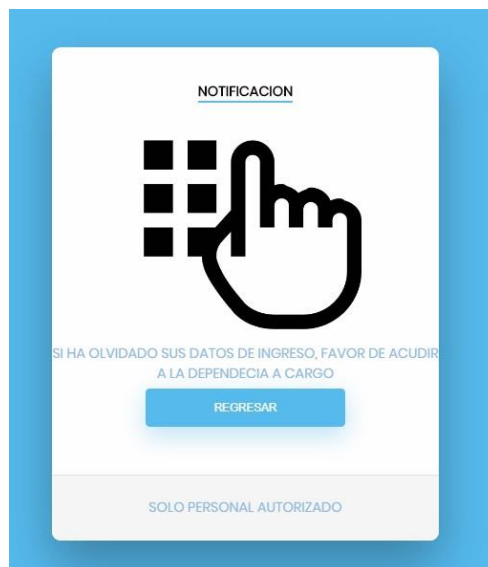 NOTIFICACION
SI HA OLVIDADO SUS DATOS DE INGRESO, FAVOR DE ACUDIR
A LA DEPENDECIA A CARGO
REGRESAR
SOLO PERSONAL AUTORIZADO